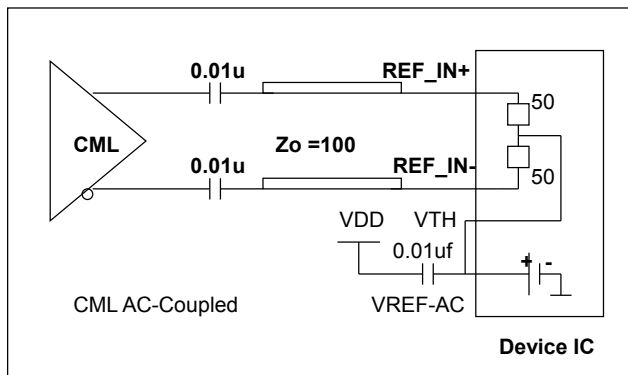 0.01u
REF_IN+
50
CML
0.01u
Zo =100
REF_IN-
50
VDD
VTH
0.01uf
+ -
CML AC-Coupled
VREF-AC
Device IC